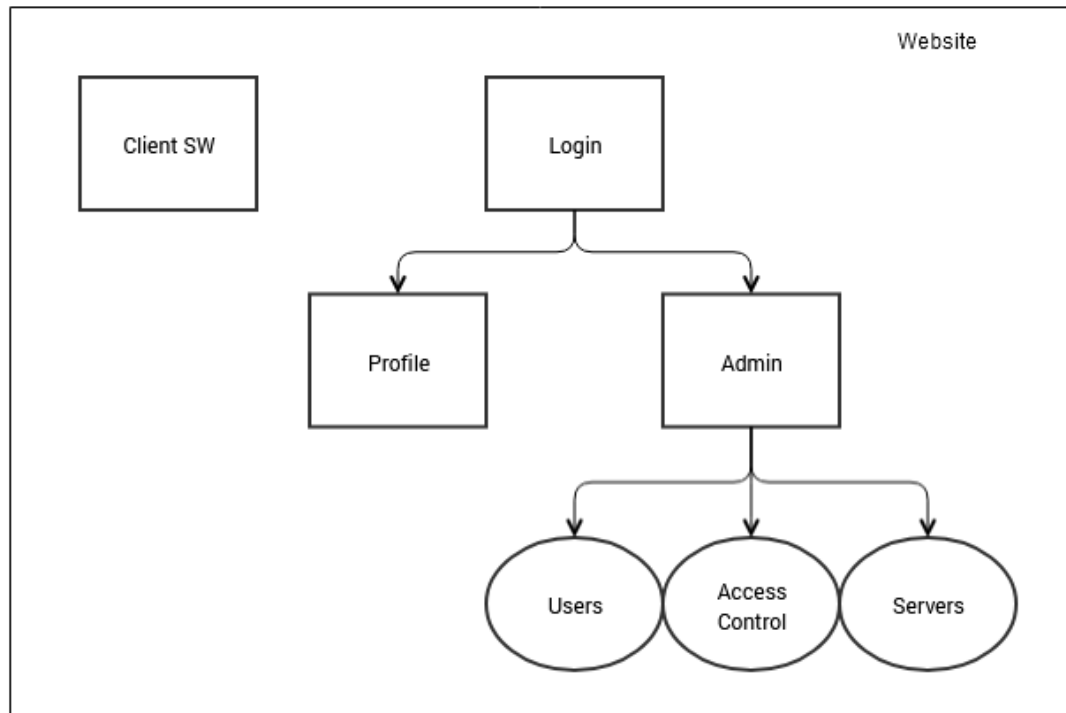 Website
Client SW
Login
Profile
Admin
Users
Access
Control
Servers